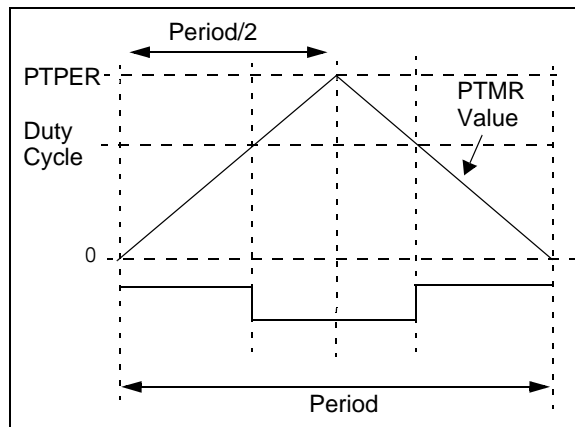 Period/2
PTPER
PTMR
Value
Duty
Cycle
0
Period